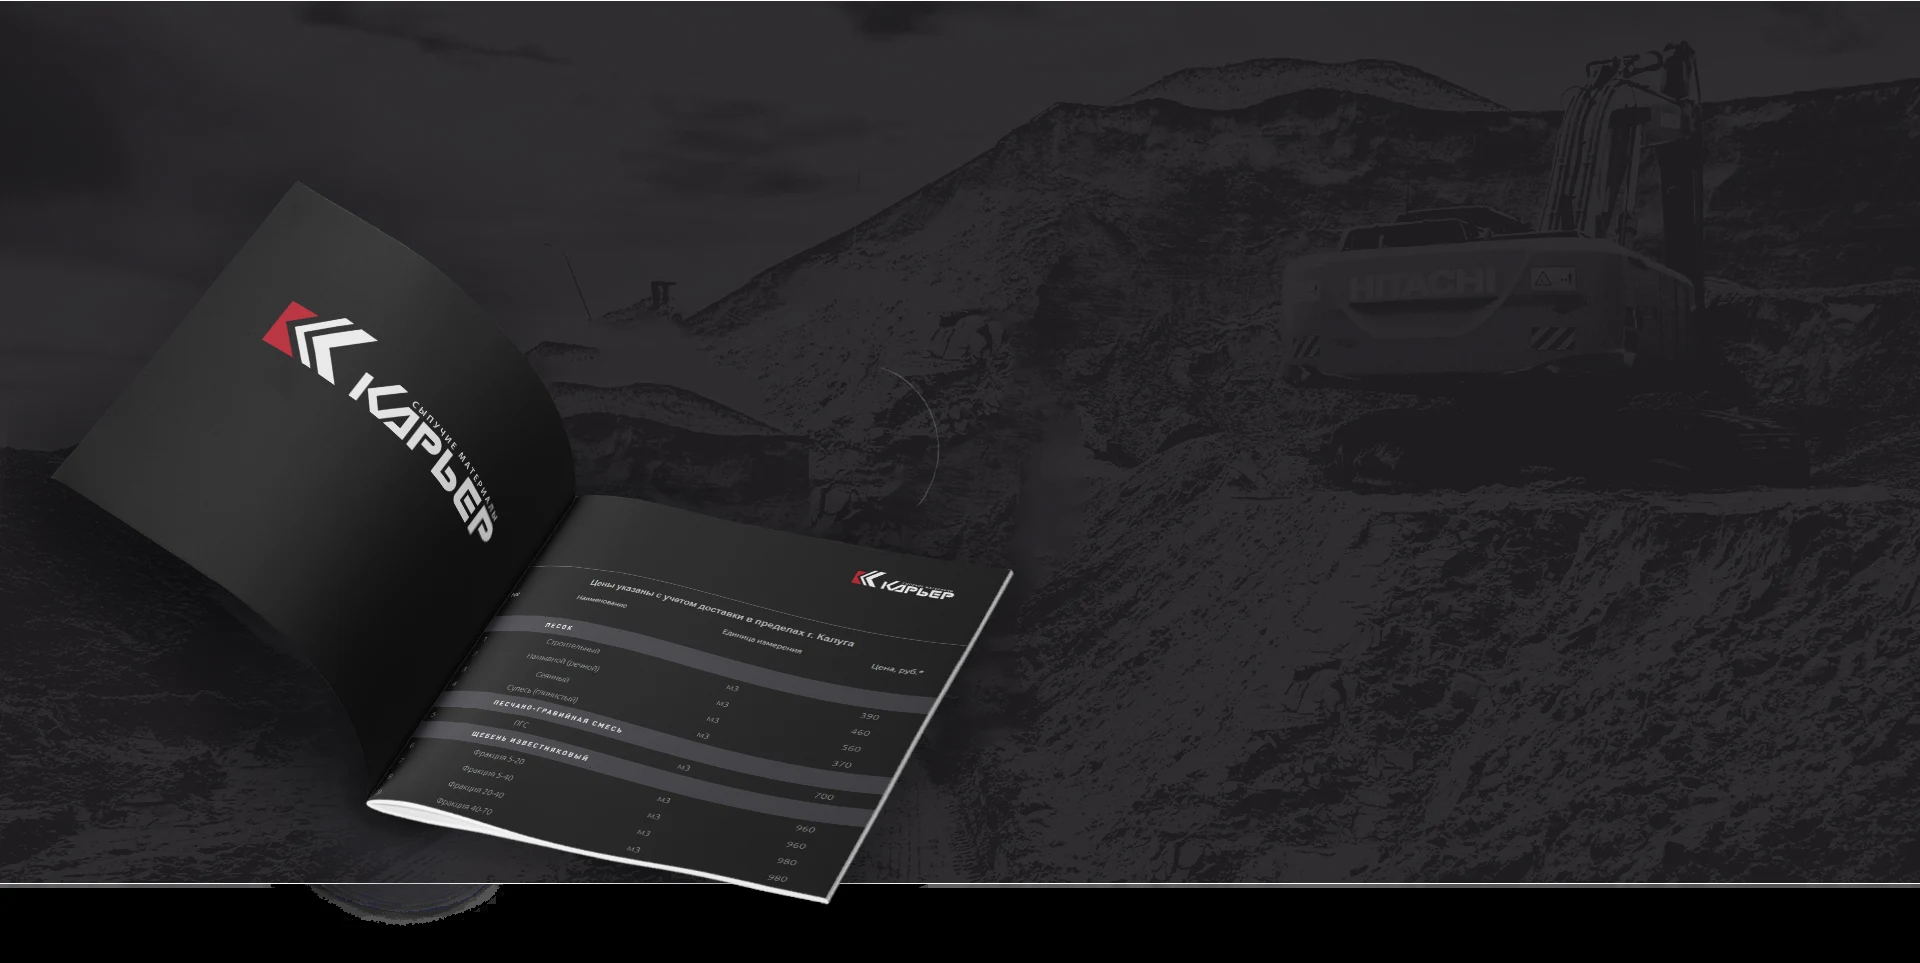 HITACHI
КАРЬЕР
СЫПУЧИЕ МАТЕРИАЛЫ
КАРЬЕР
Цены указаны с учетом доставки в пределах г. Калуга
№ Наименование Единица измерения Цена, руб.*
ПЕСОК
Строительный м3 390
Намывной (речной) м3 460
Сеянный м3 560
Супесь (глинистый) м3 370
ПЕСЧАНО-ГРАВИЙНАЯ СМЕСЬ
ПГС м3 700
ЩЕБЕНЬ ИЗВЕСТНЯКОВЫЙ
Фракция 5-20 м3 960
Фракция 5-40 м3 960
Фракция 20-40 м3 980
Фракция 40-70 м3 980